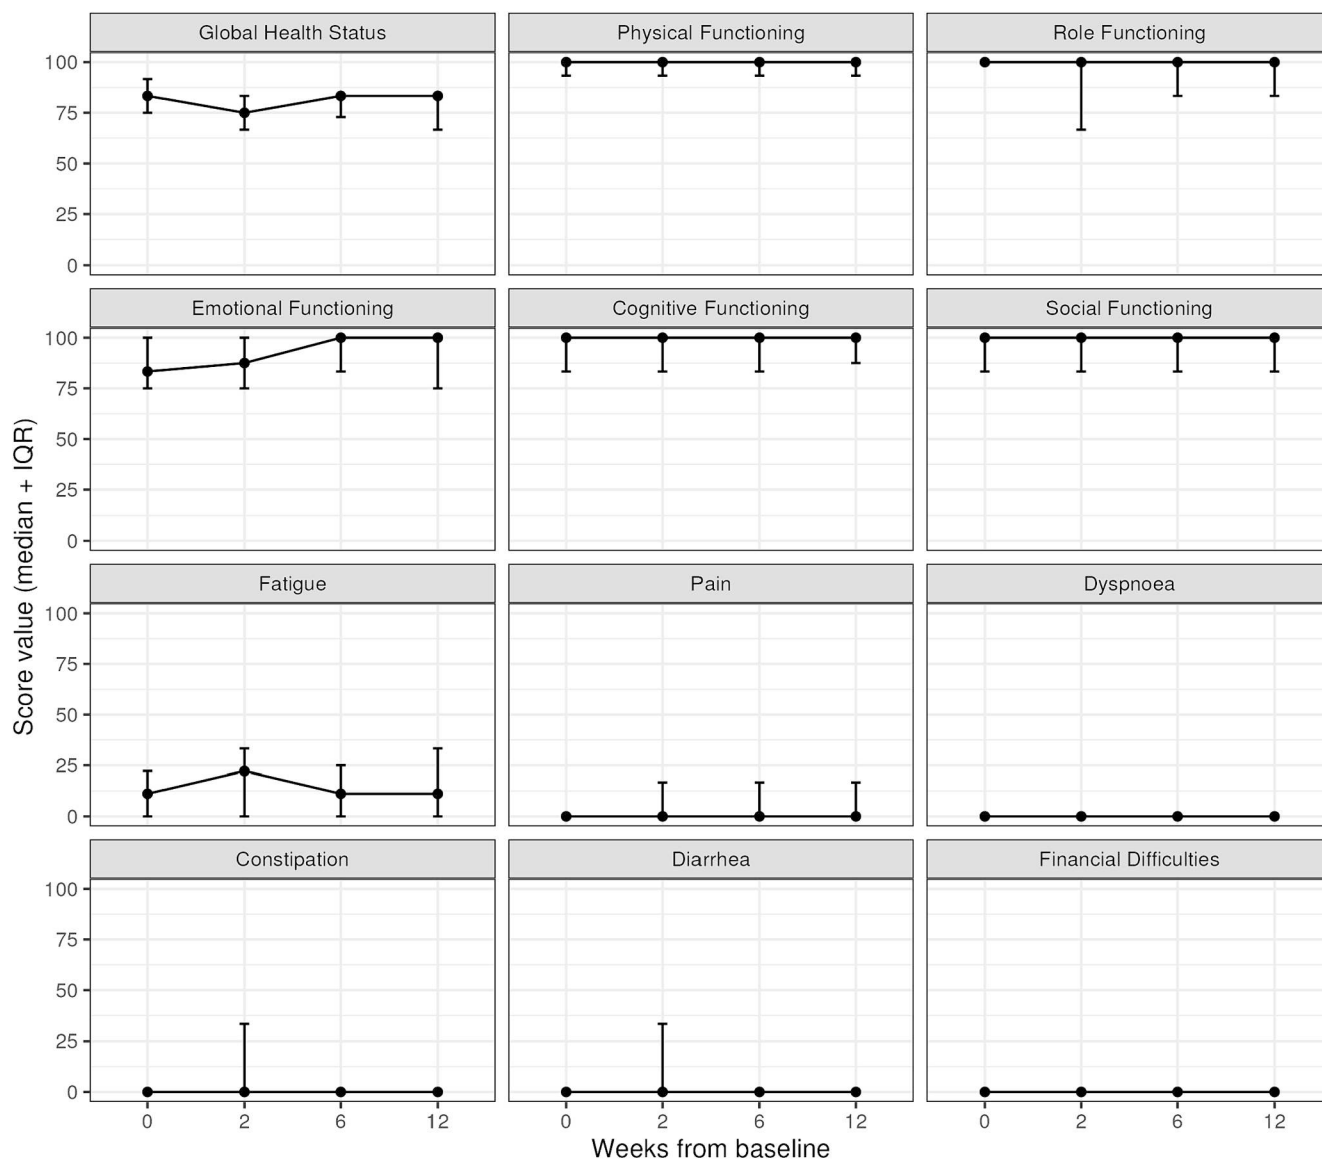 Global Health Status
Physical Functioning
Role Functioning
100
75
50
25
0
Emotional Functioning
Cognitive Functioning
Social Functioning
100
75
50
25
0
Score value (median + IQR)
Fatigue
Pain
Dyspnoea
100
75
50
25
0
Constipation
Diarrhea
Financial Difficulties
100
75
50
25
0
0 2 6 12
0 2 6 12
0 2 6 12
Weeks from baseline